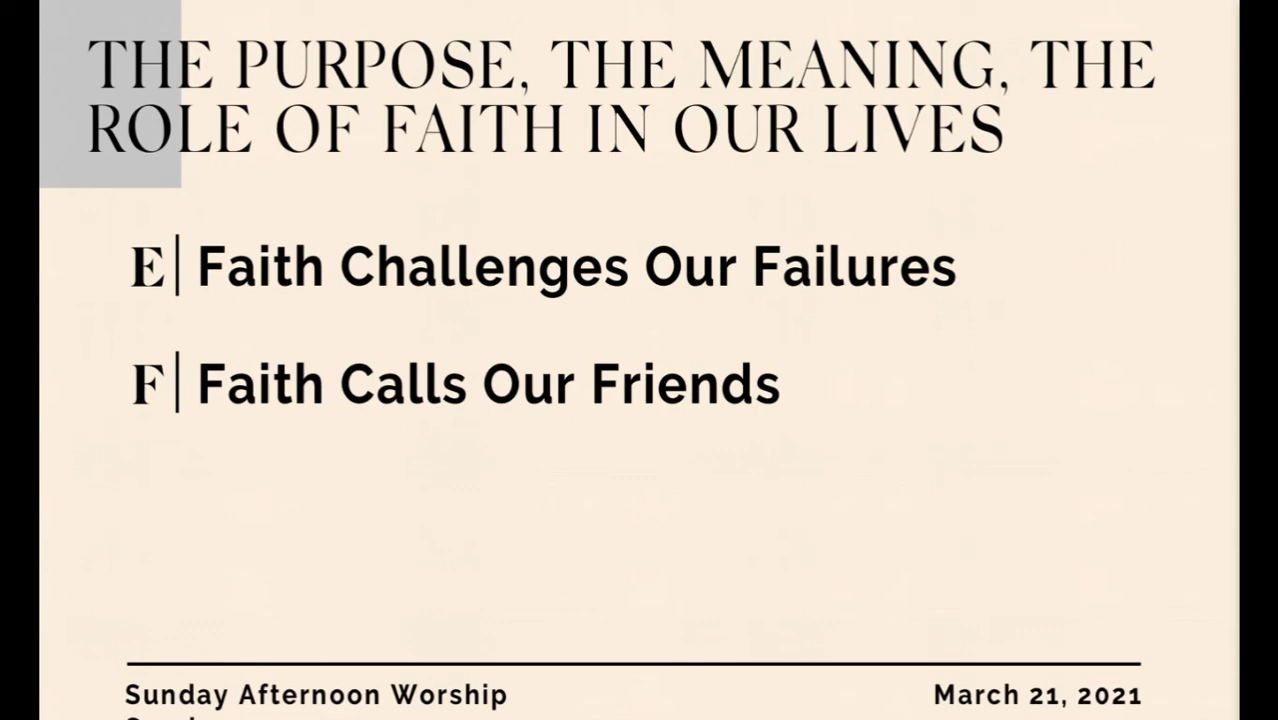 THE PURPOSE, THE MEANING, THE
ROLE OF FAITH IN OUR LIVES
E | Faith Challenges Our Failures
F | Faith Calls Our Friends
Sunday Afternoon Worship
March 21, 2021